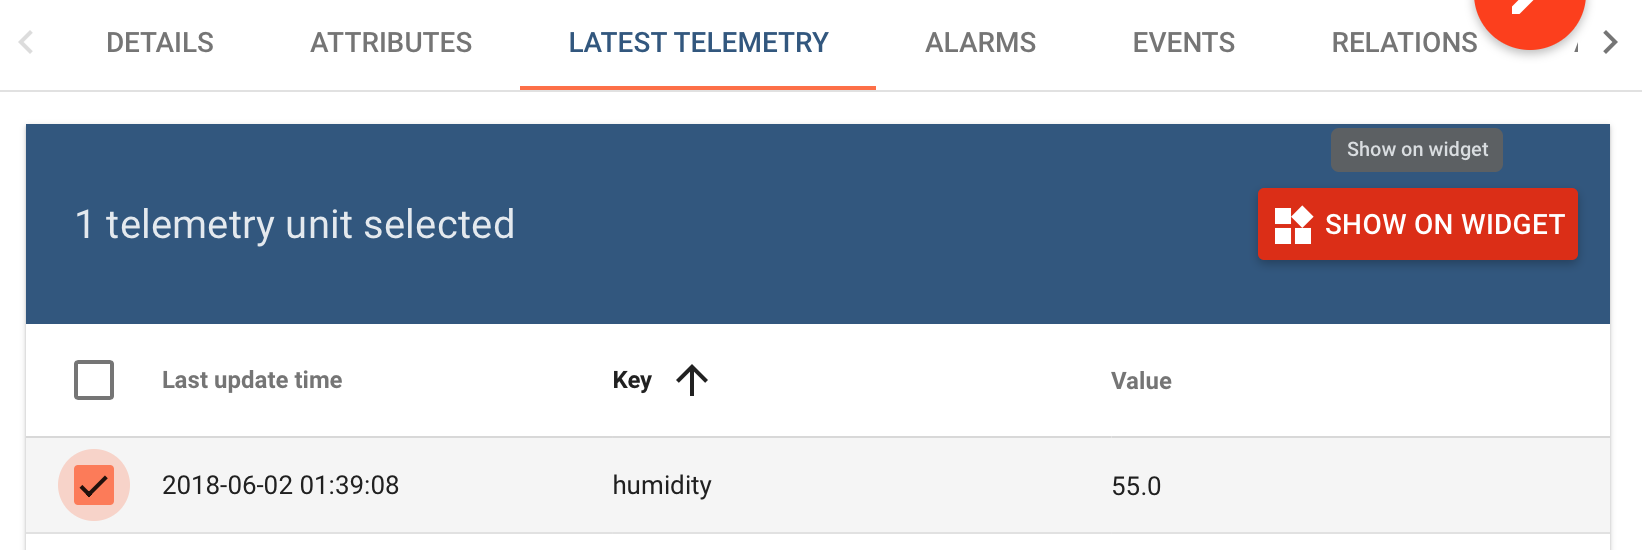 DETAILS ATTRIBUTES LATEST TELEMETRY ALARMS EVENTS RELATIONS
Show on widget
1 telemetry unit selected SHOW ON WIDGET
Last update time Key Value
2018-06-02 01:39:08 humidity 55.0